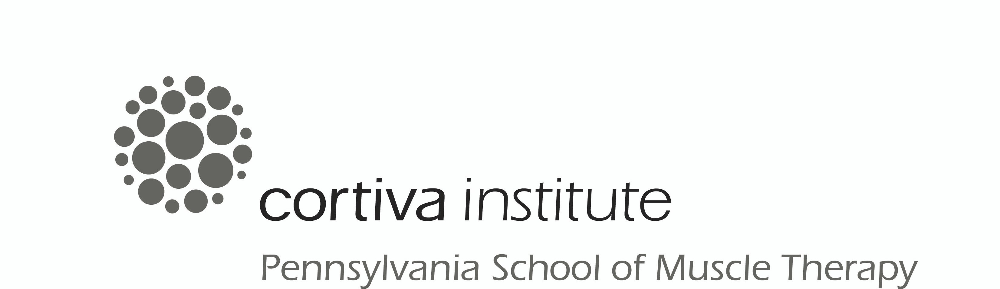 cortiva institute
Pennsylvania School of Muscle Therapy